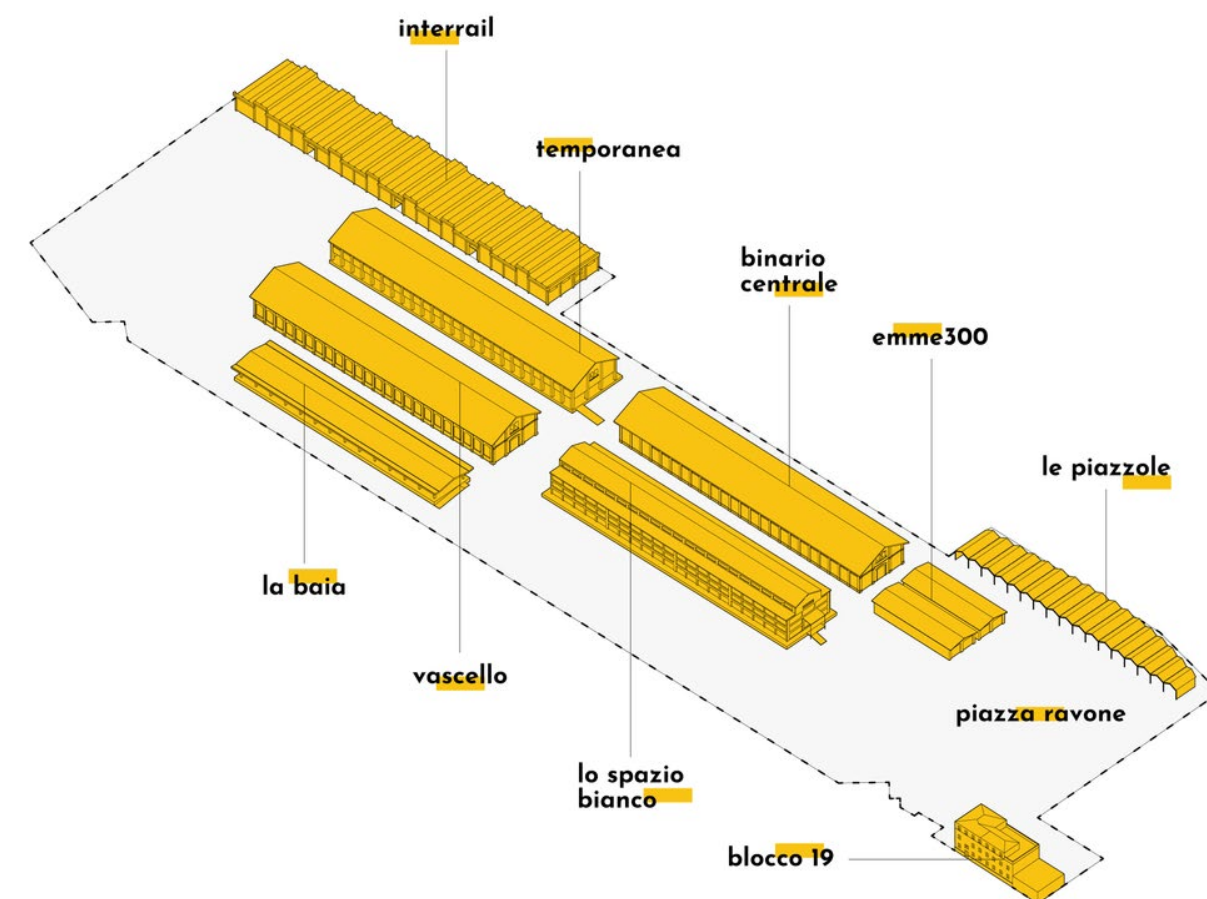 interrail
temporanea
binario
centrale
emme300
le piazzole
la baia
vascello
piazza ravone
lo spazio
bianco
blocco 19